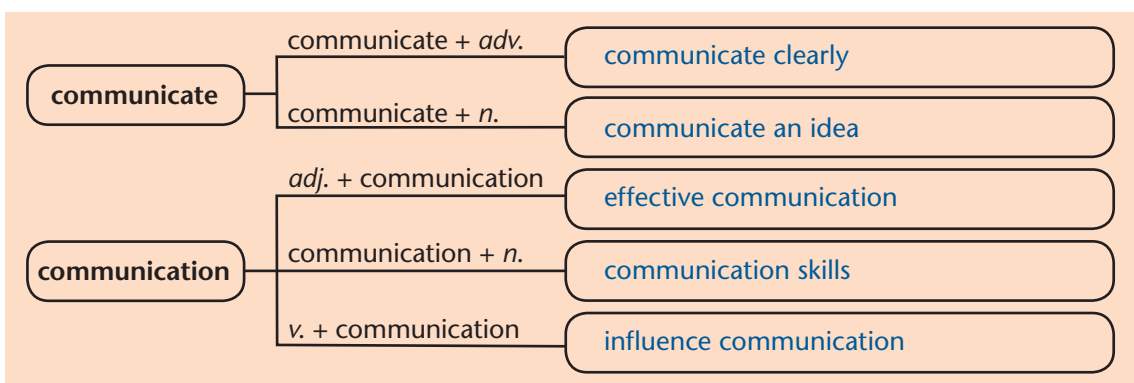 communicate
communicate + adv.
communicate clearly
communicate + n.
communicate an idea
communication
adj. + communication
effective communication
communication + n.
communication skills
v. + communication
influence communication